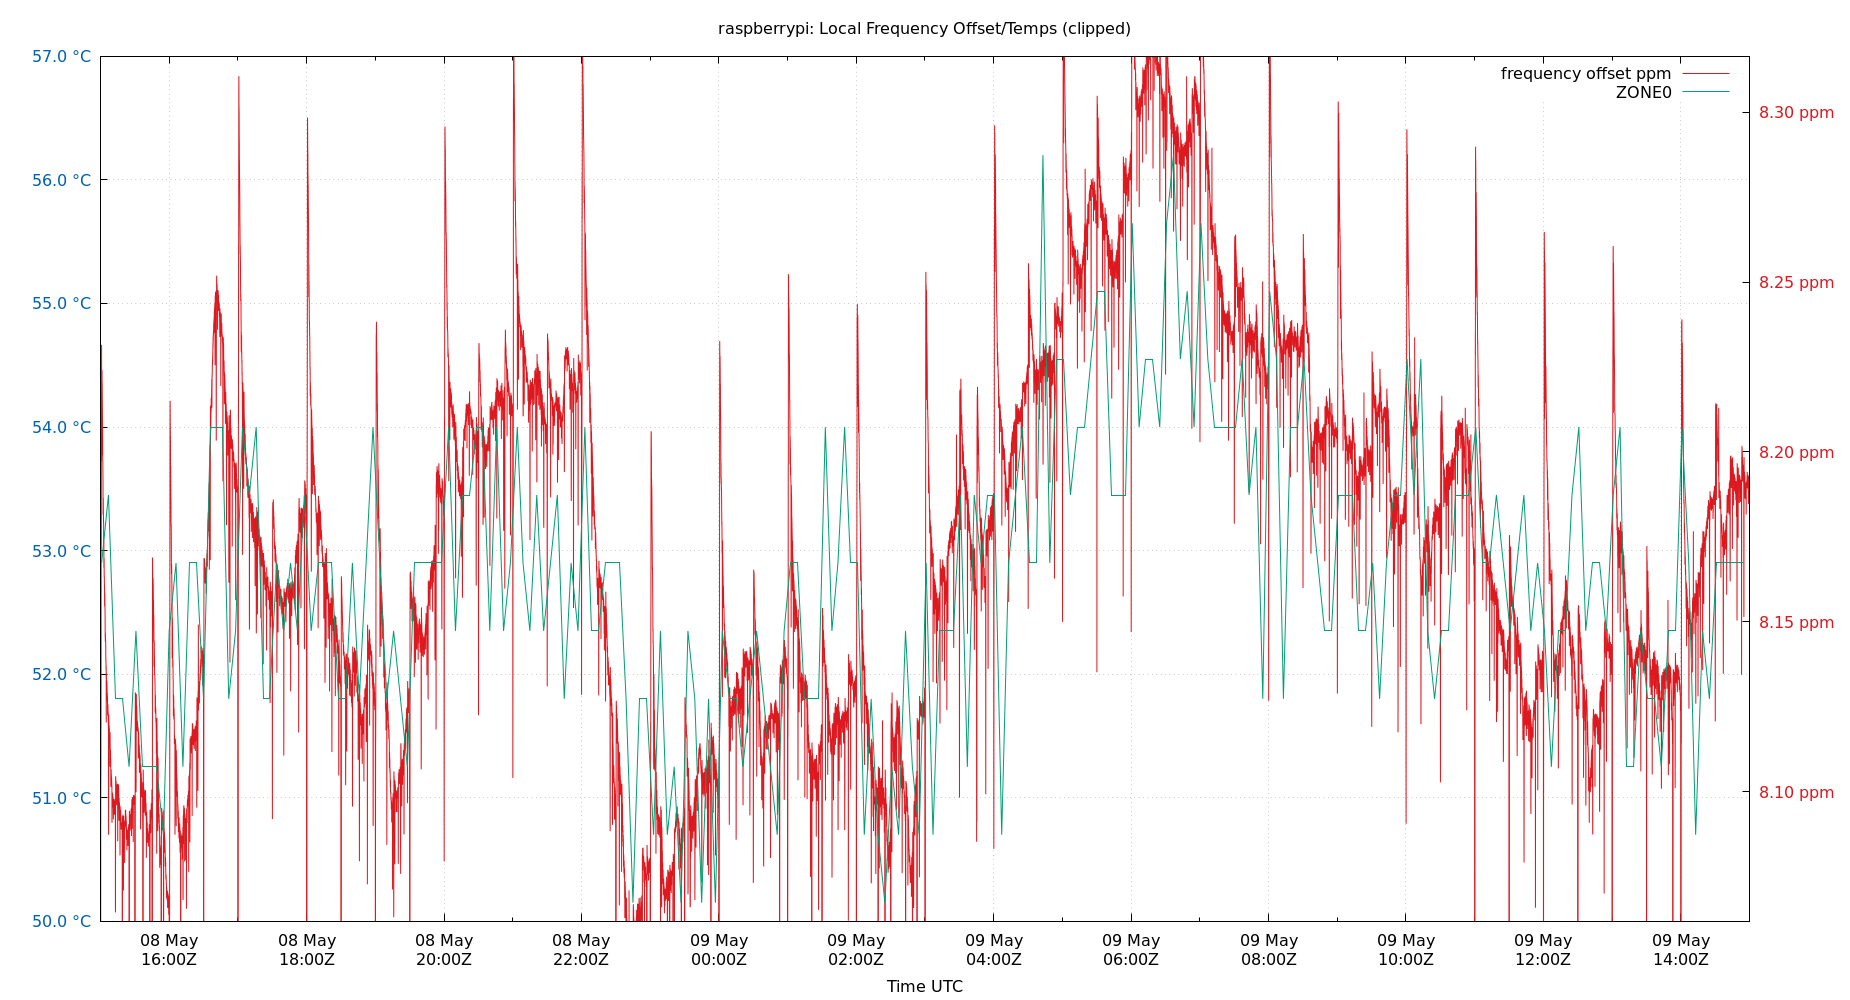 raspberrypi: Local Frequency Offset/Temps (clipped)
frequency offset ppm
ZONE0
57.0 °C
56.0 °C
55.0 °C
54.0 °C
53.0 °C
52.0 °C
51.0 °C
50.0 °C
8.30 ppm
8.25 ppm
8.20 ppm
8.15 ppm
8.10 ppm
08 May
16:00Z
08 May
18:00Z
08 May
20:00Z
08 May
22:00Z
09 May
00:00Z
09 May
02:00Z
09 May
04:00Z
09 May
06:00Z
09 May
08:00Z
09 May
10:00Z
09 May
12:00Z
09 May
14:00Z
Time UTC